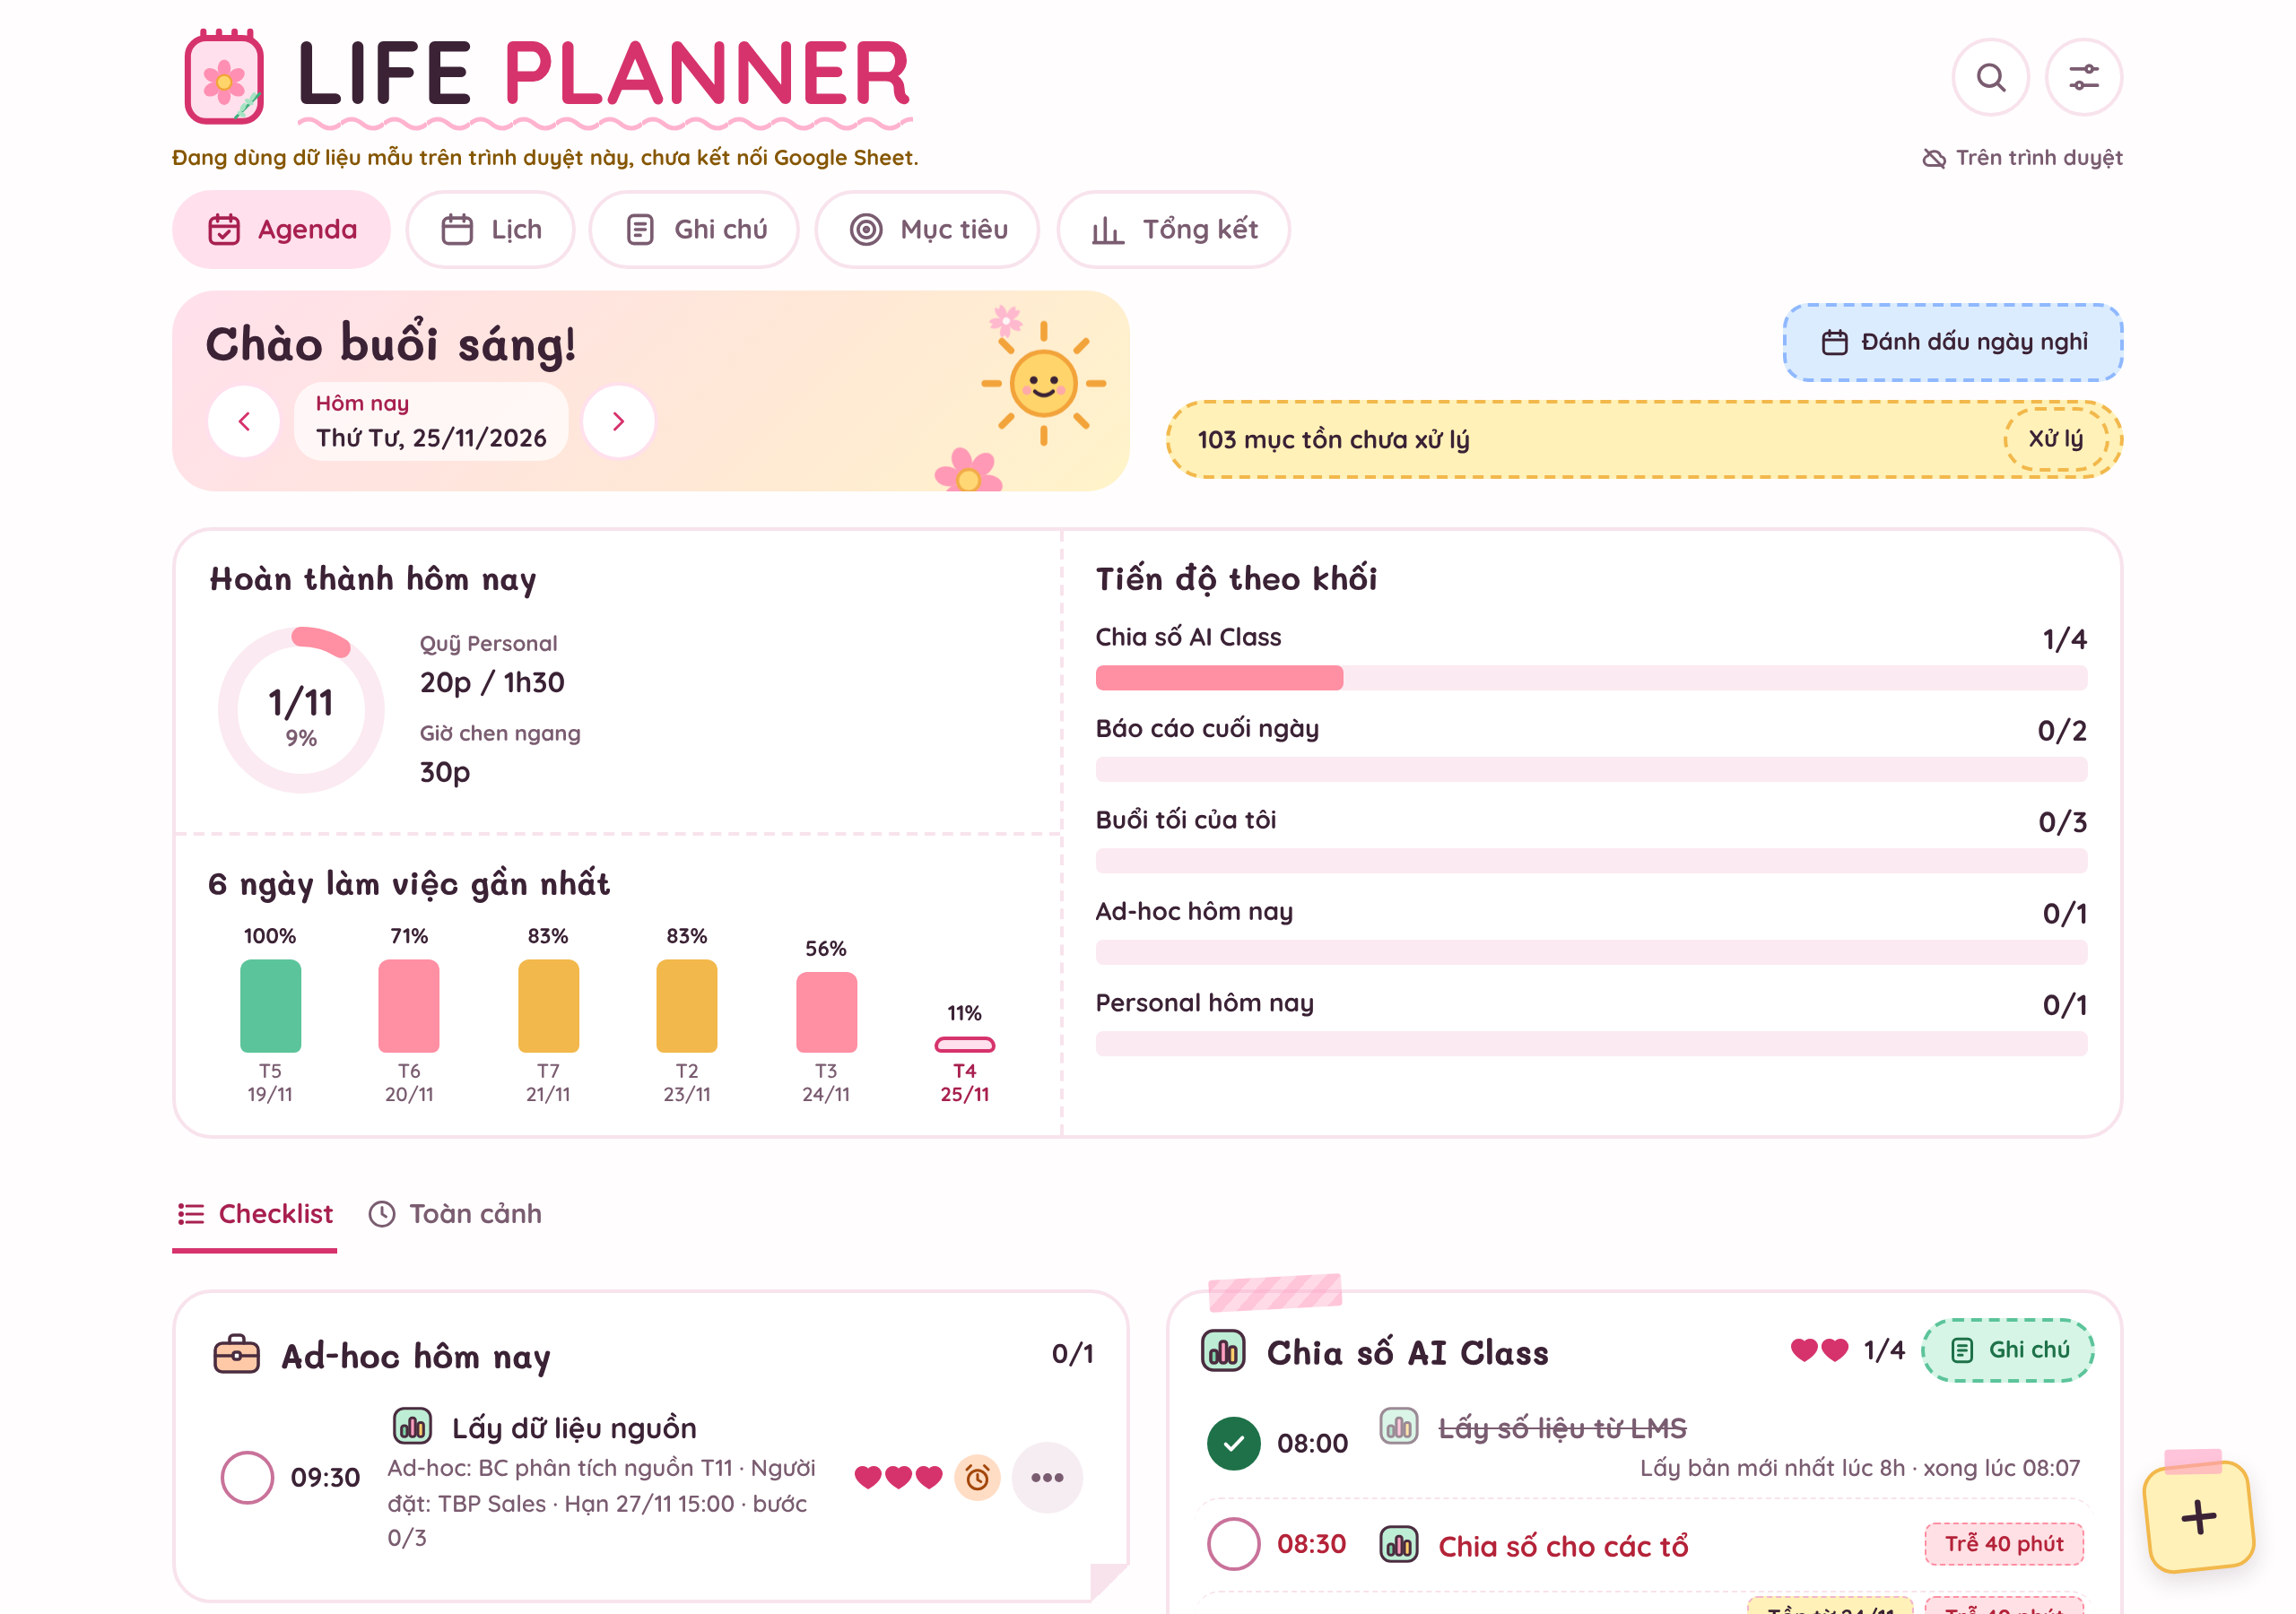 LIFE PLANNER
Đang dùng dữ liệu mẫu trên trình duyệt này, chưa kết nối Google Sheet.
Trên trình duyệt
Agenda
Lịch
Ghi chú
Mục tiêu
Tổng kết
Chào buổi sáng!
Hôm nay
Thứ Tư, 25/11/2026
Đánh dấu ngày nghỉ
103 mục tồn chưa xử lý
Xử lý
Hoàn thành hôm nay
1/11
9%
Quỹ Personal
20p / 1h30
Giờ chen ngang
30p
6 ngày làm việc gần nhất
100%
71%
83%
83%
56%
11%
T5
19/11
T6
20/11
T7
21/11
T2
23/11
T3
24/11
T4
25/11
Tiến độ theo khối
Chia số AI Class
1/4
Báo cáo cuối ngày
0/2
Buổi tối của tôi
0/3
Ad-hoc hôm nay
0/1
Personal hôm nay
0/1
Checklist
Toàn cảnh
Ad-hoc hôm nay
0/1
09:30
Lấy dữ liệu nguồn
Ad-hoc: BC phân tích nguồn T11 · Người
đặt: TBP Sales · Hạn 27/11 15:00 · bước
0/3
Chia số AI Class
1/4
Ghi chú
08:00
Lấy số liệu từ LMS
Lấy bản mới nhất lúc 8h · xong lúc 08:07
08:30
Chia số cho các tổ
Trễ 40 phút
Tồn từ 24/11
Trễ 40 phút